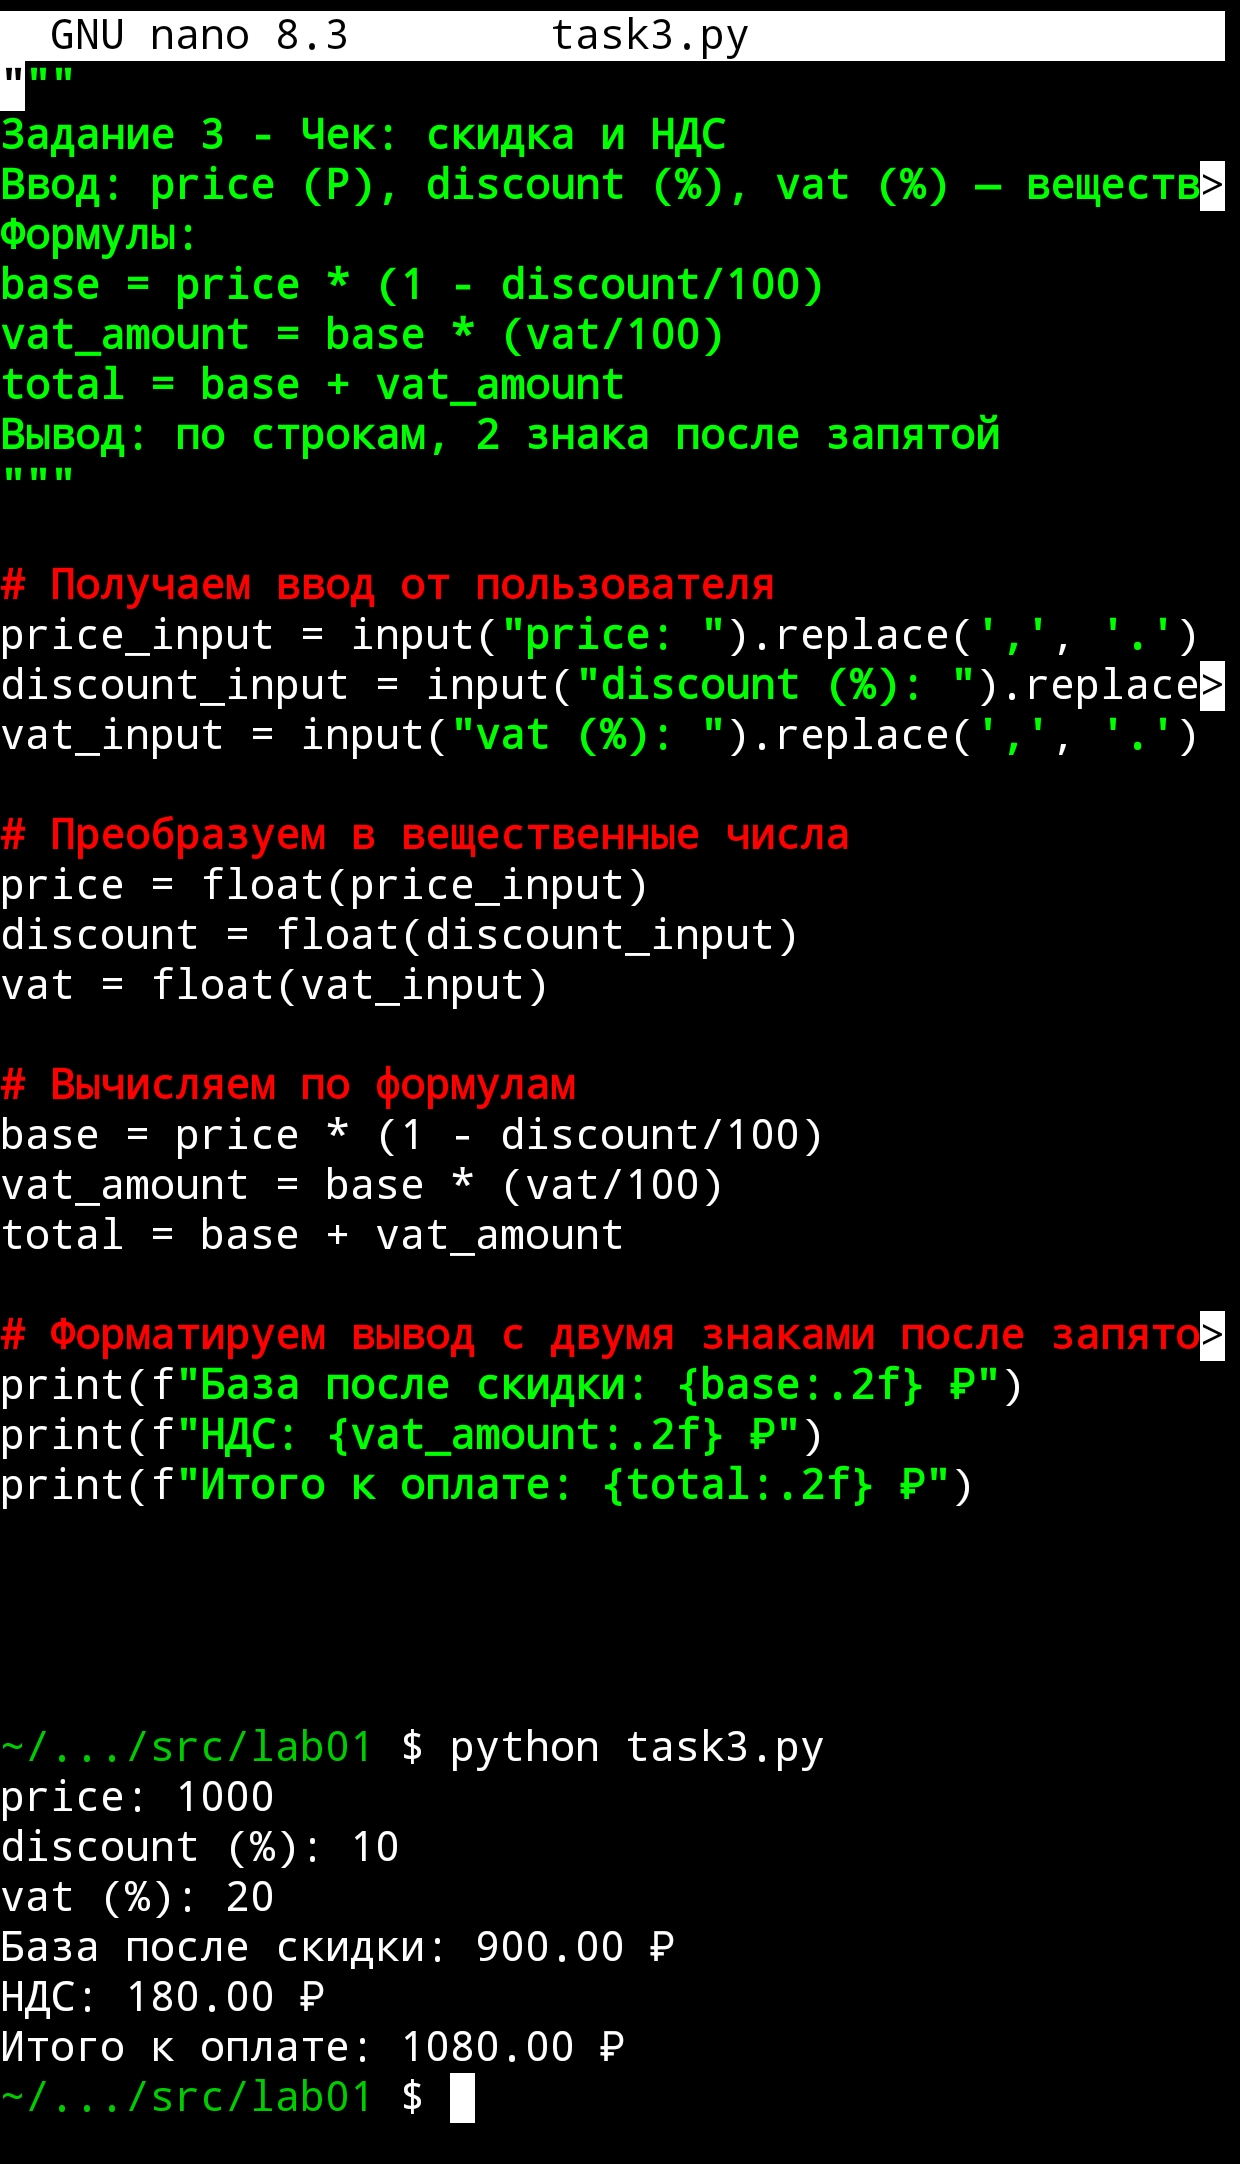 GNU nano 8.3 task3.py
"""
Задание 3 - Чек: скидка и НДС
Ввод: price (P), discount (%), vat (%) — веществ>
Формулы:
base = price * (1 - discount/100)
vat_amount = base * (vat/100)
total = base + vat_amount
Вывод: по строкам, 2 знака после запятой
"""
# Получаем ввод от пользователя
price_input = input("price: ").replace(',', '.')
discount_input = input("discount (%): ").replace>
vat_input = input("vat (%): ").replace(',', '.')
# Преобразуем в вещественные числа
price = float(price_input)
discount = float(discount_input)
vat = float(vat_input)
# Вычисляем по формулам
base = price * (1 - discount/100)
vat_amount = base * (vat/100)
total = base + vat_amount
# Форматируем вывод с двумя знаками после запято>
print(f"База после скидки: {base:.2f} ₽")
print(f"НДС: {vat_amount:.2f} ₽")
print(f"Итого к оплате: {total:.2f} ₽")
~/.../src/lab01 $ python task3.py
price: 1000
discount (%): 10
vat (%): 20
База после скидки: 900.00 ₽
НДС: 180.00 ₽
Итого к оплате: 1080.00 ₽
~/.../src/lab01 $